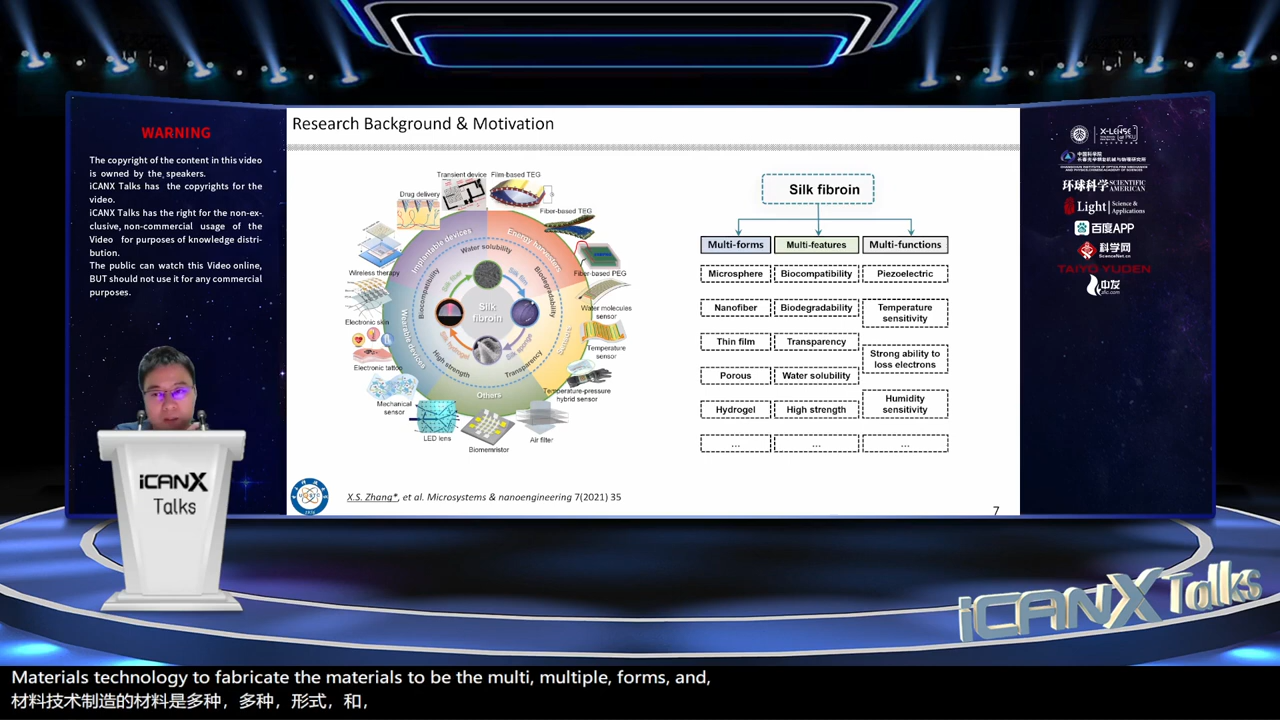 WARNING
The copyright of the content in this video
is owned by the speakers.
iCANX Talks has the copyrights for the
video.
iCANX Talks has the right for the non-ex-
clusive, non-commercial usage of the
Video for purposes of knowledge distri-
bution.
The public can watch this Video online,
BUT should not use it for any commercial
purposes.
Research Background & Motivation
Transient device
Film-based TEG
Drug delivery
Fiber-based TEG
Wireless therapy
Fiber-based PEG
Electronic skin
Water molecules
sensor
Electronic tattoo
Temperature
sensor
Mechanical
sensor
Temperature-pressure
hybrid sensor
LED lens
Biomemristor
Air filter
Implantable devices
Energy harvesters
Wearable devices
Others
Water solubility
Biocompatibility
Biodegradability
High strength
Transparency
Silk
fibroin
Silk fibroin
Multi-forms
Multi-features
Multi-functions
Microsphere
Biocompatibility
Piezoelectric
Nanofiber
Biodegradability
Temperature
sensitivity
Thin film
Transparency
Strong ability to
loss electrons
Porous
Water solubility
Humidity
sensitivity
Hydrogel
High strength
...
...
...
X.S. Zhang*, et al. Microsystems & nanoengineering 7(2021) 35
7
X-LENSE
环球科学 SCIENTIFIC AMERICAN
Light Science & Applications
百度APP
科学网
TAIYO YUDEN
中友
iCANX
Talks
iCANX Talks
Materials technology to fabricate the materials to be the multi, multiple, forms, and,
材料技术制造的材料是多种，多种，形式，和，